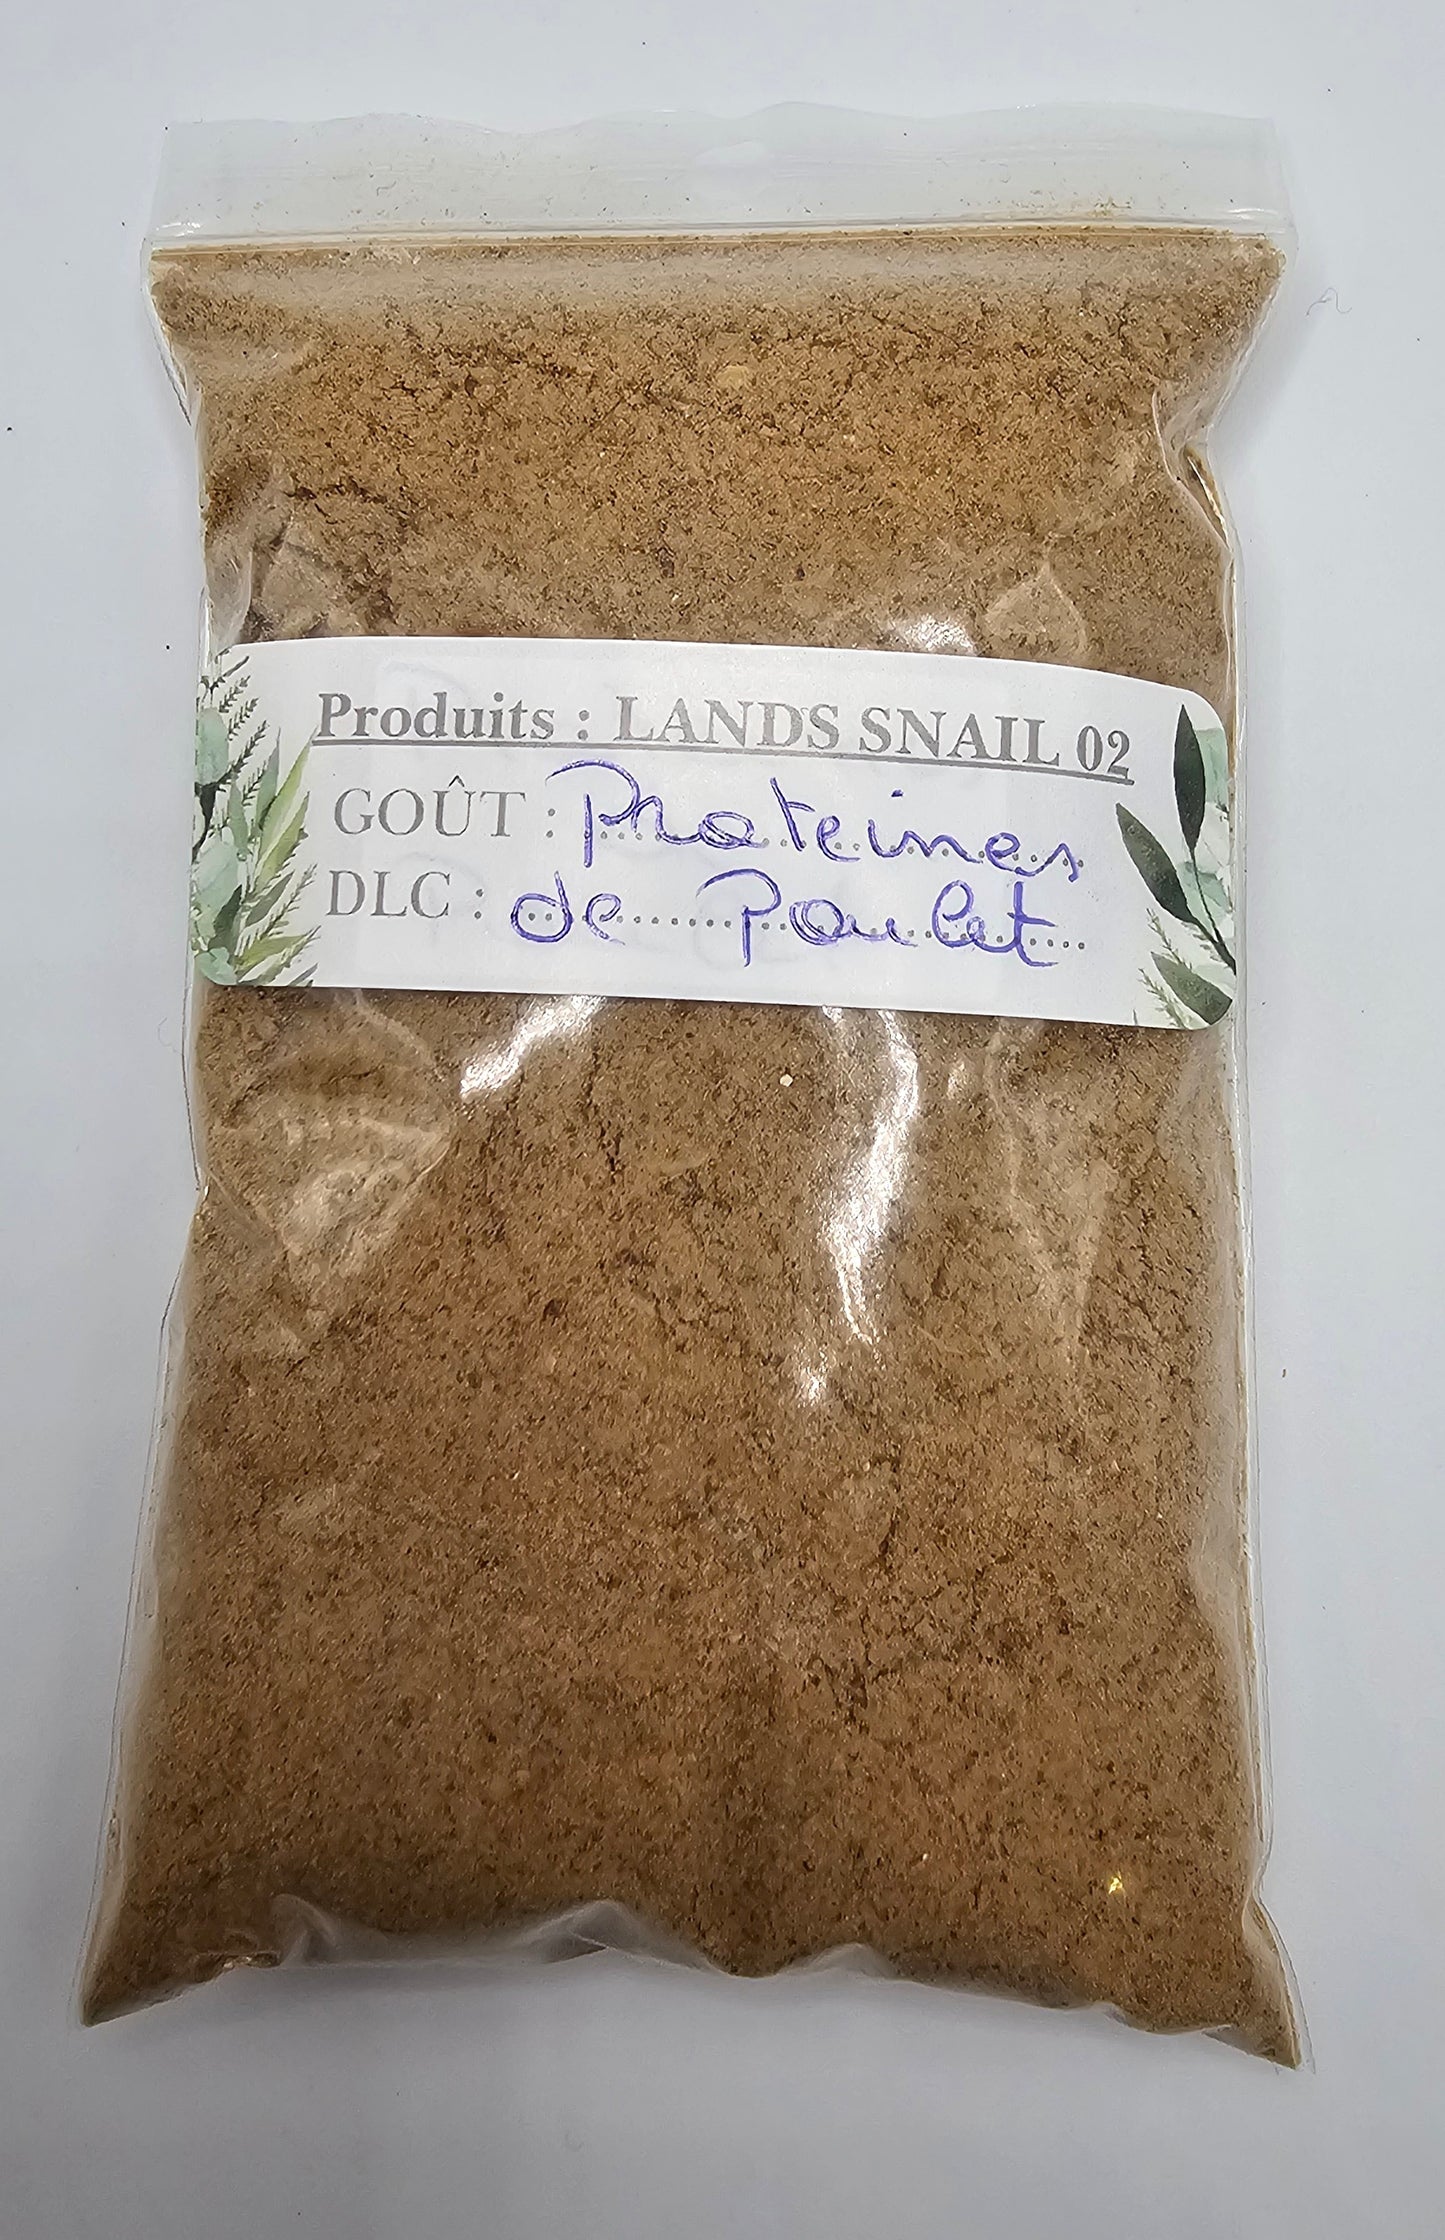 Produits : LANDS SNAIL 02
GOÛT : Proteines
DLC : de Poulet